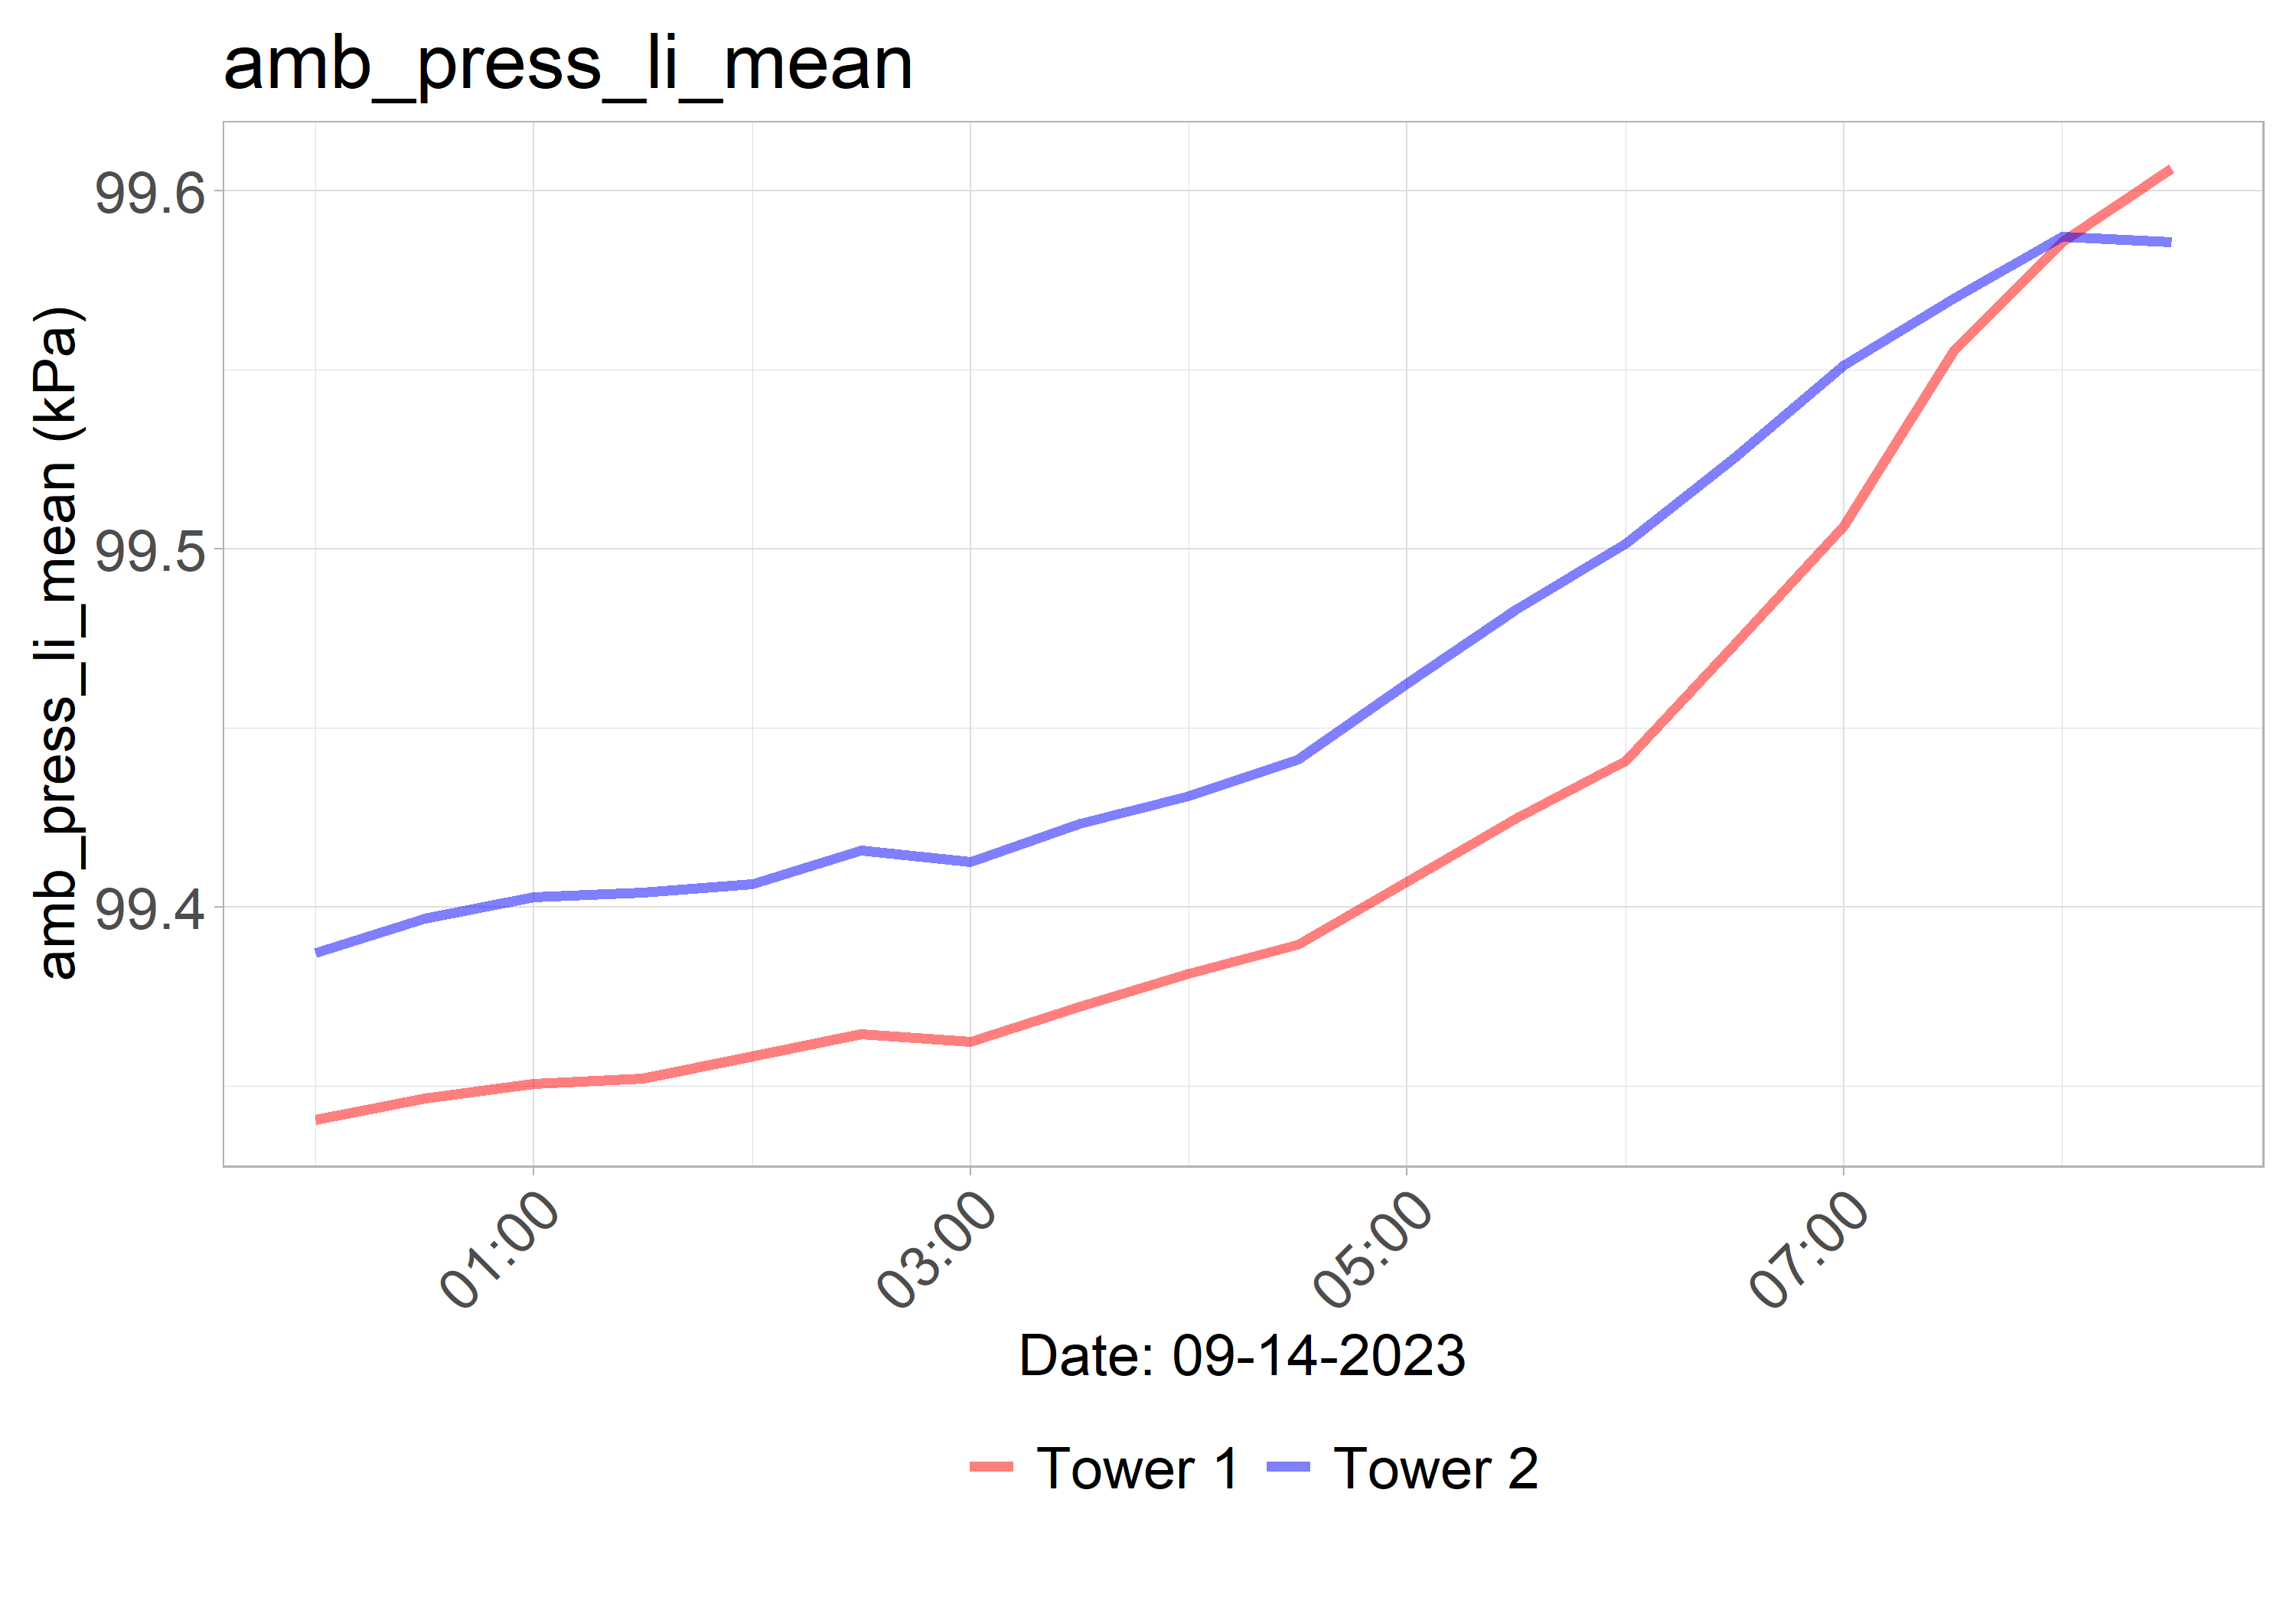 amb_press_li_mean
amb_press_li_mean (kPa)
99.6
99.5
99.4
01:00
03:00
05:00
07:00
Date: 09-14-2023
Tower 1
Tower 2